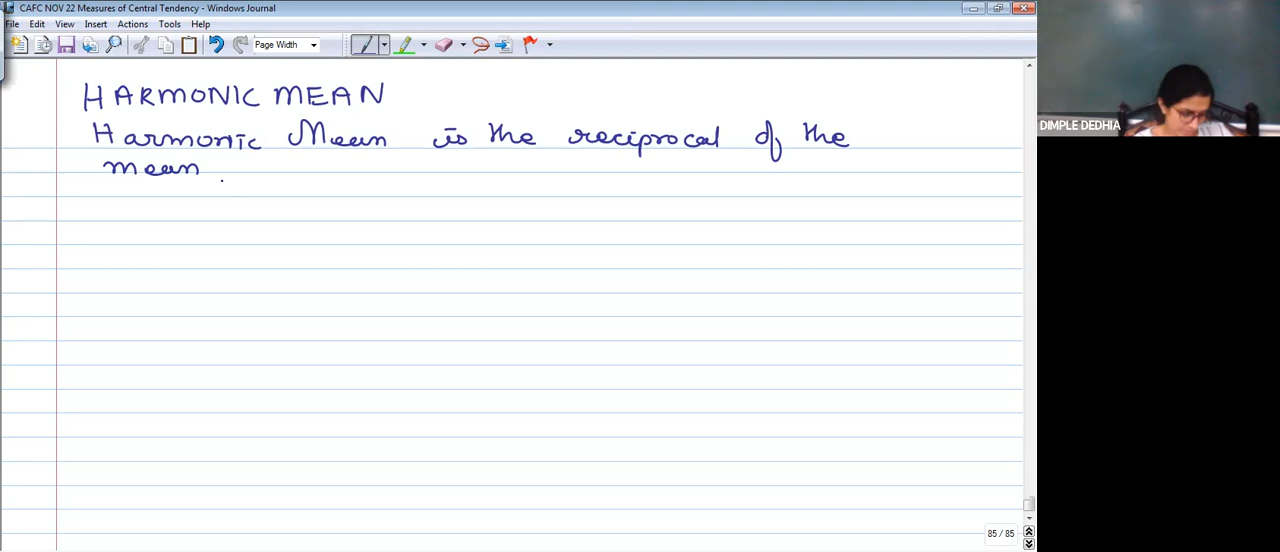 CAFC NOV 22 Measures of Central Tendency - Windows Journal
File Edit View Insert Actions Tools Help
Page Width
HARMONIC MEAN
Harmonic Mean is the reciprocal of the
mean
DIMPLE DEDHIA
85 / 85